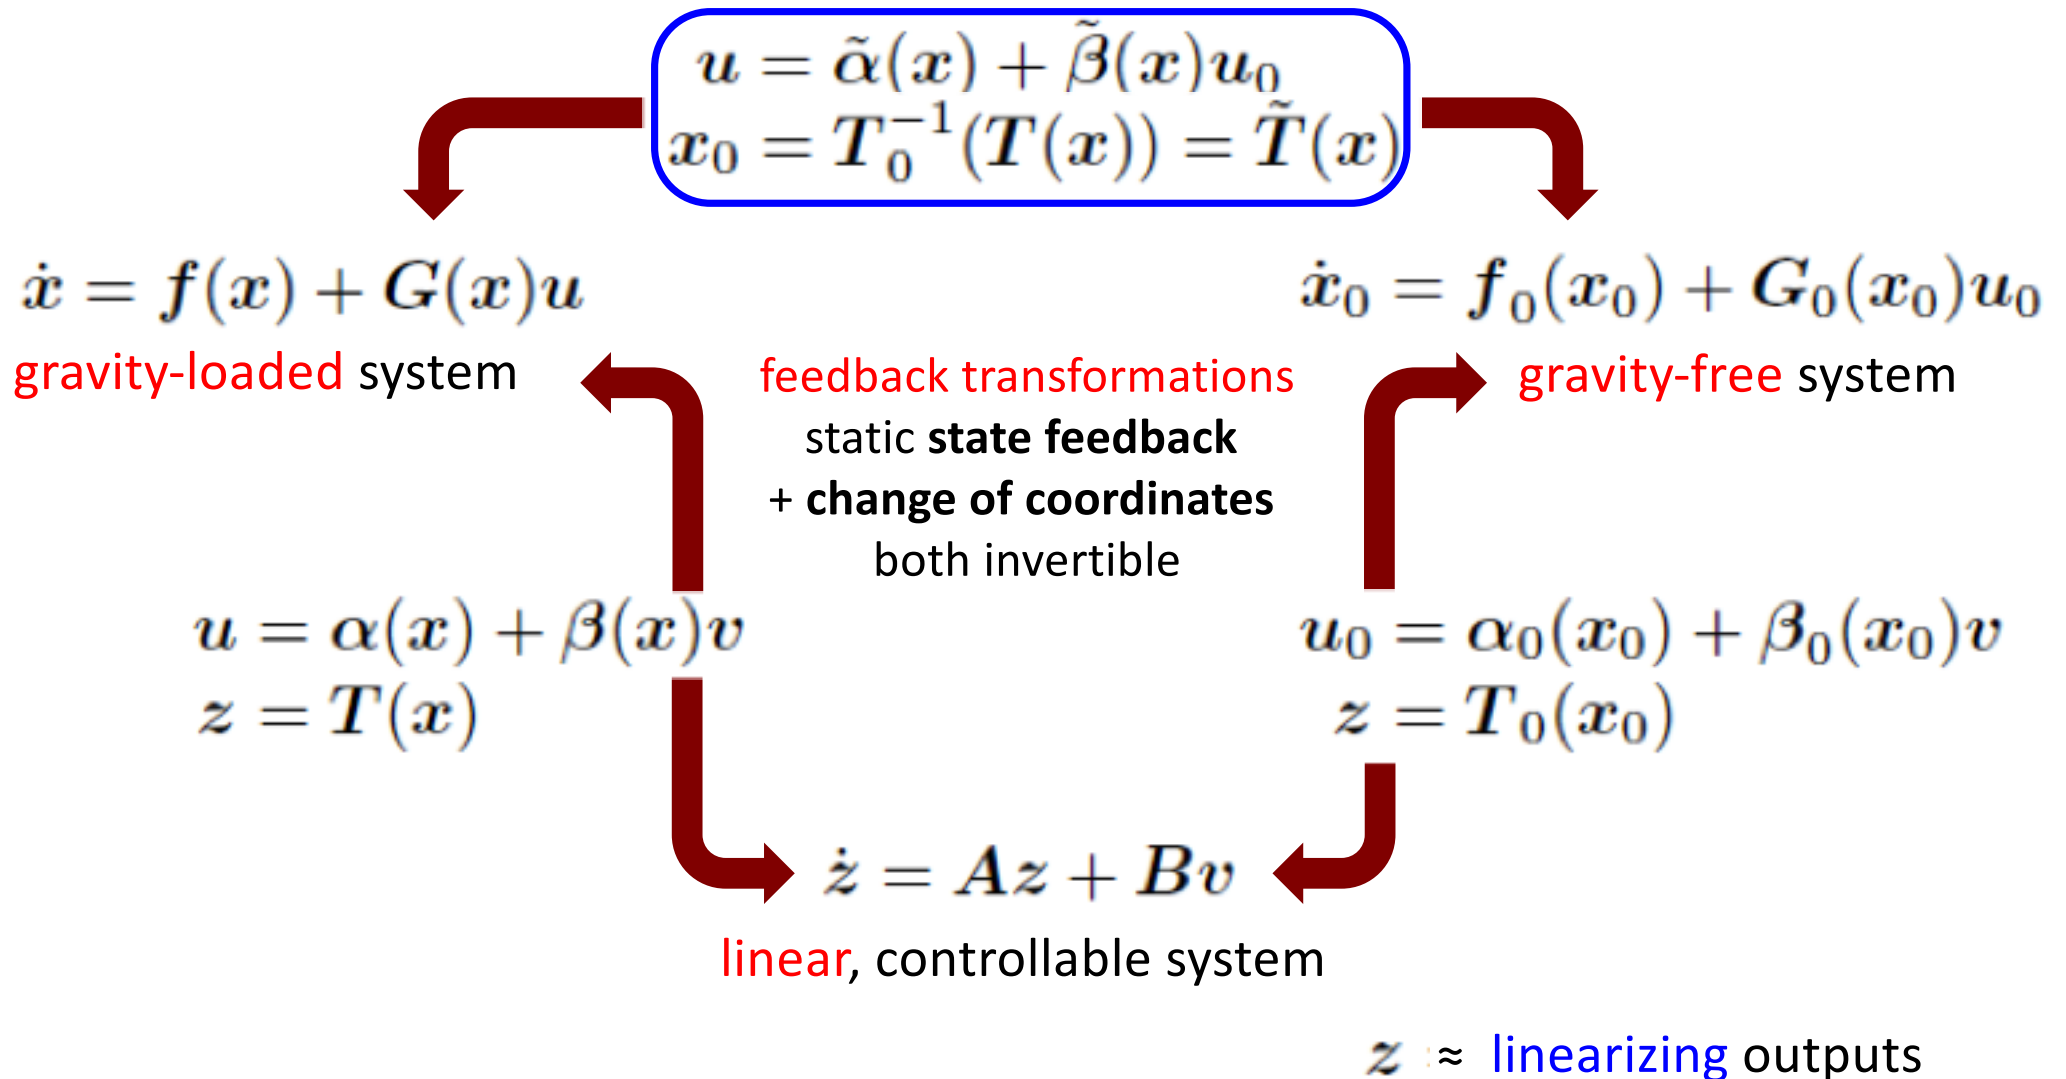 u = α̃(x) + β̃(x)u₀
x₀ = T₀⁻¹(T(x)) = T̃(x)
ẋ = f(x) + G(x)u
ẋ₀ = f₀(x₀) + G₀(x₀)u₀
gravity-loaded system
feedback transformations
gravity-free system
static state feedback
+ change of coordinates
both invertible
u = α(x) + β(x)v
z = T(x)
u₀ = α₀(x₀) + β₀(x₀)v
z = T₀(x₀)
ż = Az + Bv
linear, controllable system
z ≈ linearizing outputs